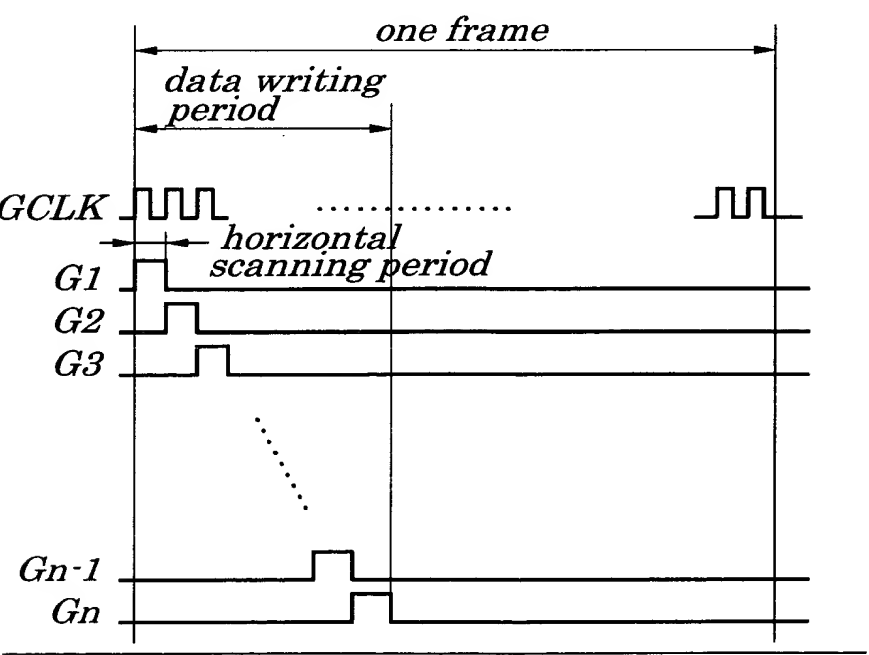 one frame
data writing
period
GCLK
horizontal
scanning period
G1
G2
G3
Gn-1
Gn